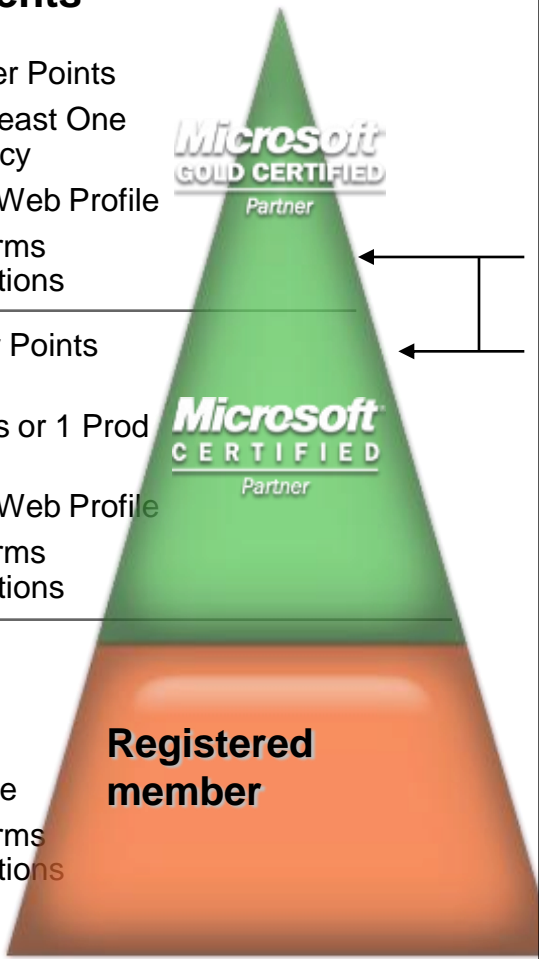 er Points
east One
cy
Web Profile
rms
tions
Microsoft
GOLD CERTIFIED
Partner
Points
s or 1 Prod
Web Profile
rms
tions
Microsoft
CERTIFIED
Partner
Registered
member
e
rms
tions